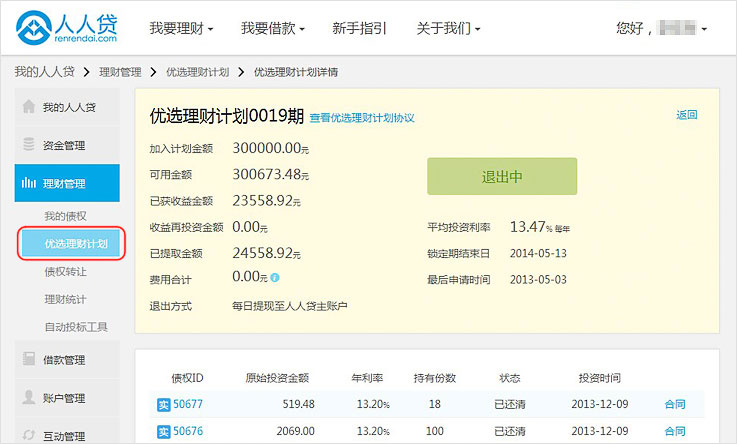 人人贷
renrendai.com
我要理财 我要借款 新手指引 关于我们 您好，
我的人人贷 > 理财管理 > 优选理财计划 > 优选理财计划详情
我的人人贷
资金管理
理财管理
我的债权
优选理财计划
债权转让
理财统计
自动投标工具
借款管理
账户管理
互动管理
优选理财计划0019期 查看优选理财计划协议 返回
加入计划金额 300000.00元
可用金额 300673.48元
退出中
已获收益金额 23558.92元
收益再投资金额 0.00元 平均投资利率 13.47% 每年
已提取金额 24558.92元 锁定期结束日 2014-05-13
费用合计 0.00元 最后申请时间 2013-05-03
退出方式 每日提现至人人贷主账户
债权ID 原始投资金额 年利率 持有份数 状态 投资时间
实 50677 519.48 13.20% 18 已还清 2013-12-09 合同
实 50676 2069.00 13.20% 100 已还清 2013-12-09 合同